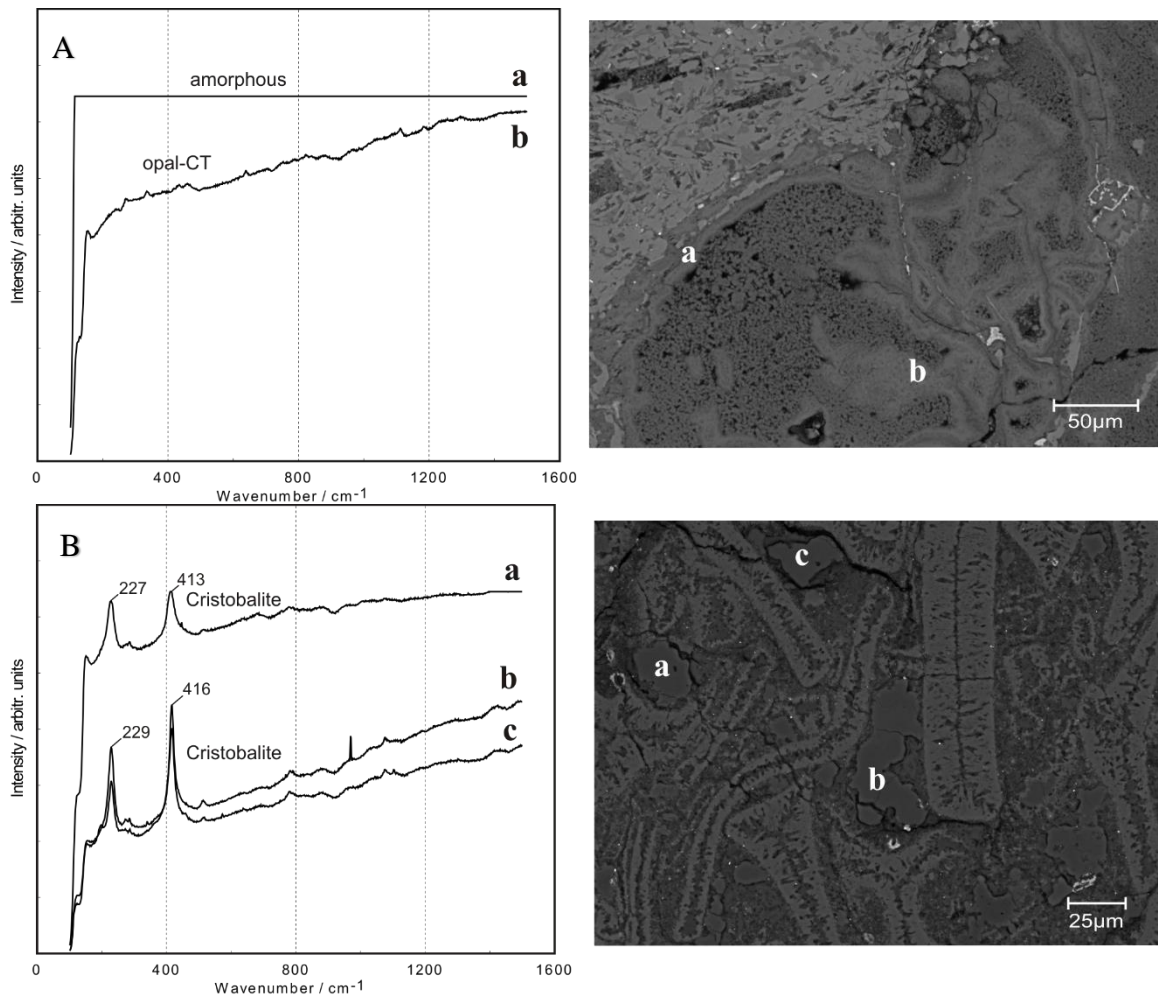 A
amorphous
a
b
opal-CT
Intensity / arbitr. units
0 400 800 1200 1600
Wavenumber / cm-1
a
b
50µm
B
227
413
Cristobalite
a
416
229
Cristobalite
b
c
Intensity / arbitr. units
0 400 800 1200 1600
Wavenumber / cm-1
c
a
b
25µm